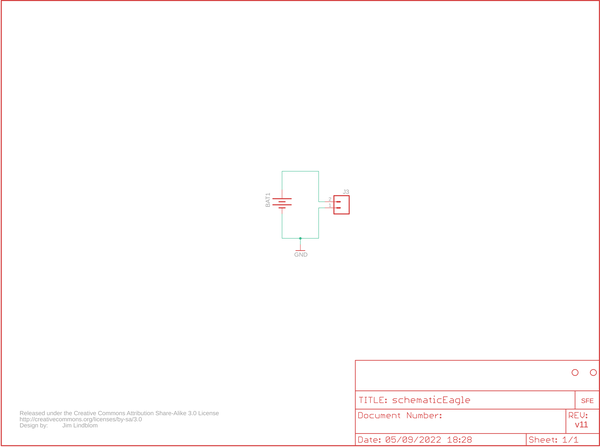 BAT1
J1
2
1
GND
TITLE: schematicEagle
SFE
Released under the Creative Commons Attribution Share-Alike 3.0 License
http://creativecommons.org/licenses/by-sa/3.0
Design by: Jim Lindblom
Document Number:
REV:
v11
Date: 05/09/2022 18:28
Sheet: 1/1